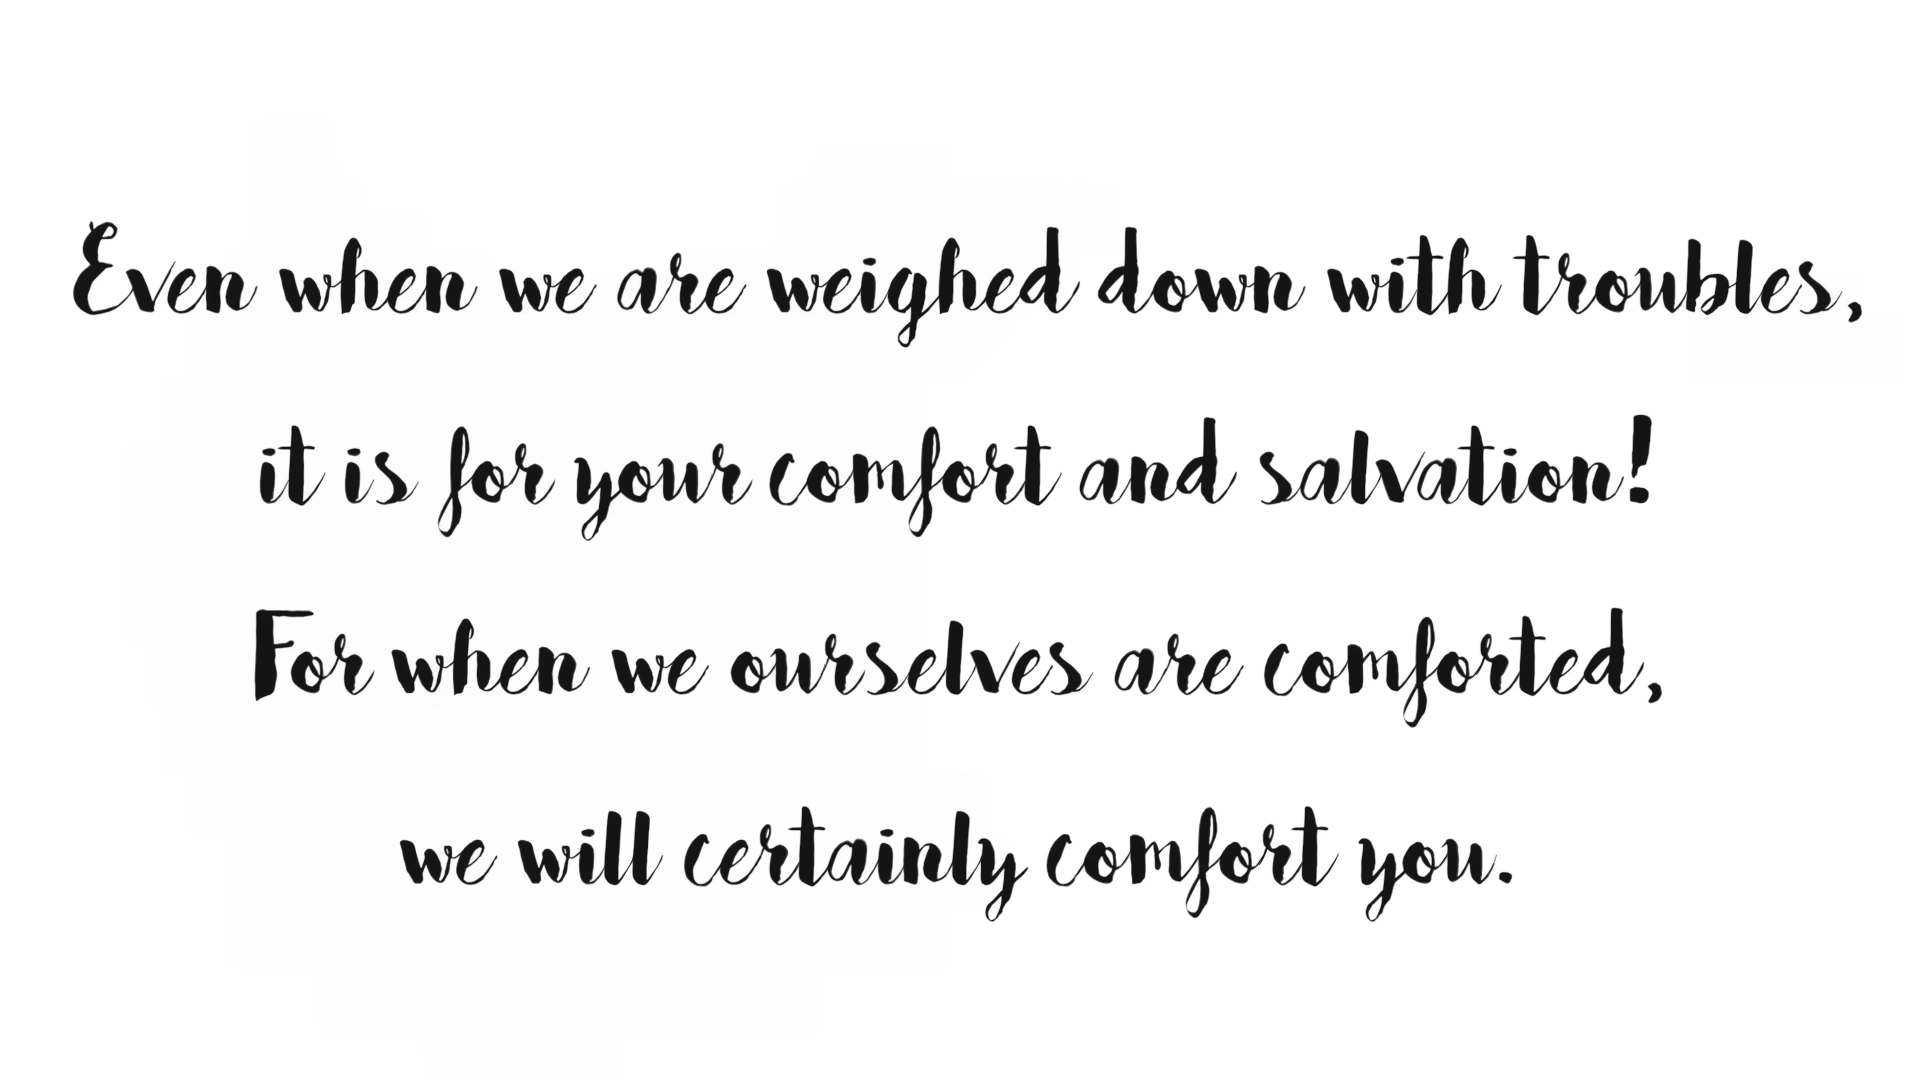 Even when we are weighed down with troubles,
it is for your comfort and salvation!
For when we ourselves are comforted,
we will certainly comfort you.